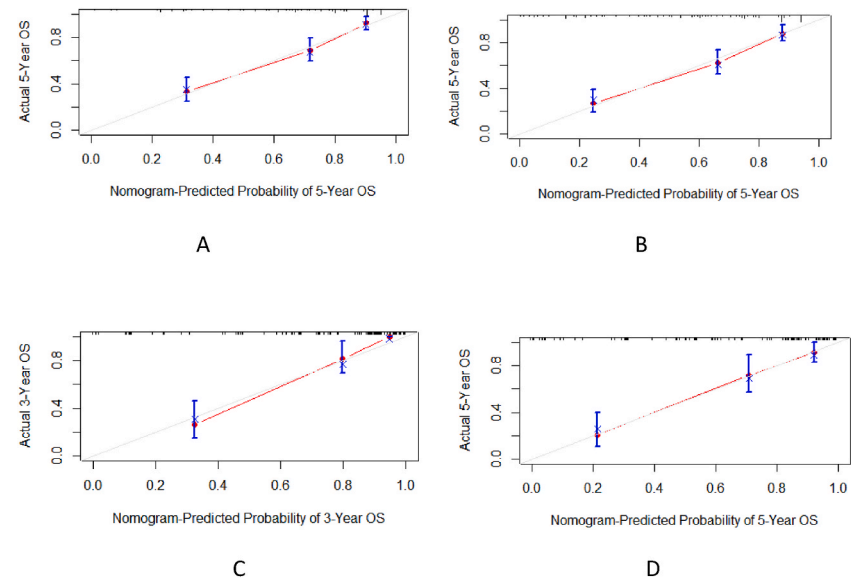 Actual 5-Year OS
0.0 0.4 0.8
0.0 0.2 0.4 0.6 0.8 1.0
Nomogram-Predicted Probability of 5-Year OS
A
Actual 5-Year OS
0.0 0.4 0.8
0.0 0.2 0.4 0.6 0.8 1.0
Nomogram-Predicted Probability of 5-Year OS
B
Actual 3-Year OS
0.0 0.4 0.8
0.0 0.2 0.4 0.6 0.8 1.0
Nomogram-Predicted Probability of 3-Year OS
C
Actual 5-Year OS
0.0 0.4 0.8
0.0 0.2 0.4 0.6 0.8 1.0
Nomogram-Predicted Probability of 5-Year OS
D